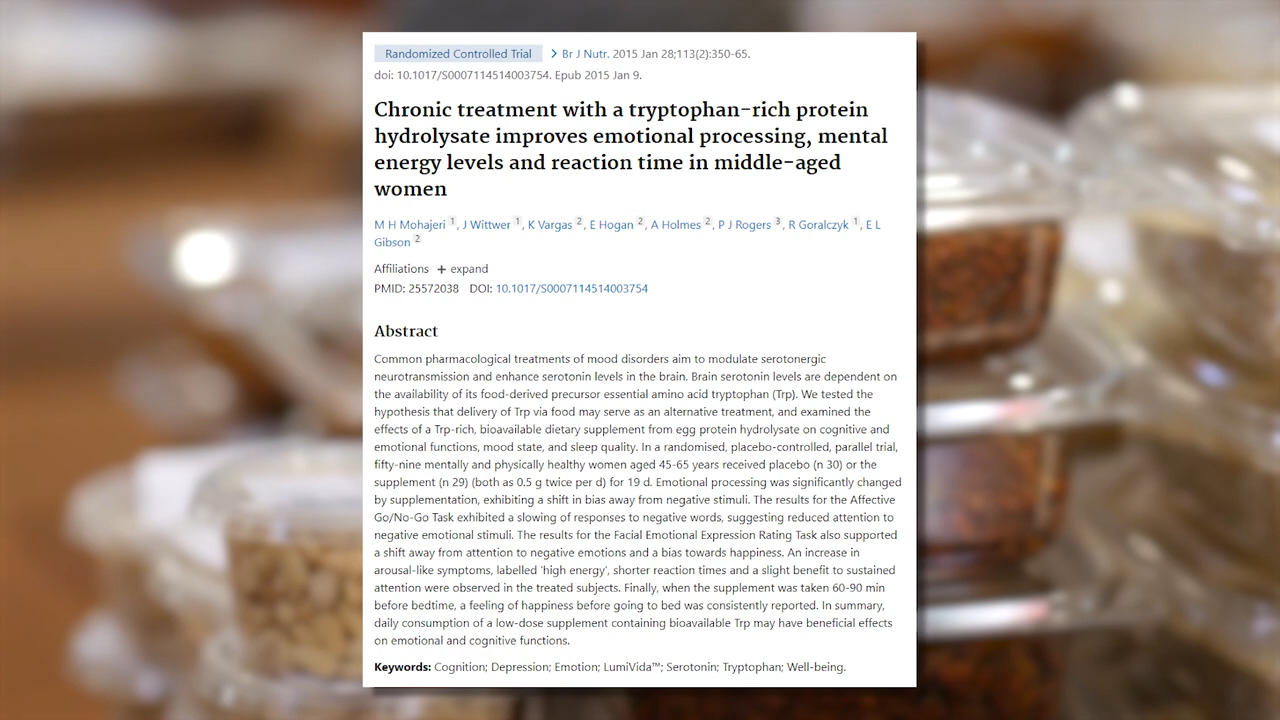 Randomized Controlled Trial > Br J Nutr. 2015 Jan 28;113(2):350-65.
doi: 10.1017/S0007114514003754. Epub 2015 Jan 9.
Chronic treatment with a tryptophan-rich protein
hydrolysate improves emotional processing, mental
energy levels and reaction time in middle-aged
women
M H Mohajeri 1, J Wittwer 1, K Vargas 2, E Hogan 2, A Holmes 2, P J Rogers 3, R Goralczyk 1, E L
Gibson 2
Affiliations + expand
PMID: 25572038 DOI: 10.1017/S0007114514003754
Abstract
Common pharmacological treatments of mood disorders aim to modulate serotonergic
neurotransmission and enhance serotonin levels in the brain. Brain serotonin levels are dependent on
the availability of its food-derived precursor essential amino acid tryptophan (Trp). We tested the
hypothesis that delivery of Trp via food may serve as an alternative treatment, and examined the
effects of a Trp-rich, bioavailable dietary supplement from egg protein hydrolysate on cognitive and
emotional functions, mood state, and sleep quality. In a randomised, placebo-controlled, parallel trial,
fifty-nine mentally and physically healthy women aged 45-65 years received placebo (n 30) or the
supplement (n 29) (both as 0.5 g twice per d) for 19 d. Emotional processing was significantly changed
by supplementation, exhibiting a shift in bias away from negative stimuli. The results for the Affective
Go/No-Go Task exhibited a slowing of responses to negative words, suggesting reduced attention to
negative emotional stimuli. The results for the Facial Emotional Expression Rating Task also supported
a shift away from attention to negative emotions and a bias towards happiness. An increase in
arousal-like symptoms, labelled 'high energy', shorter reaction times and a slight benefit to sustained
attention were observed in the treated subjects. Finally, when the supplement was taken 60-90 min
before bedtime, a feeling of happiness before going to bed was consistently reported. In summary,
daily consumption of a low-dose supplement containing bioavailable Trp may have beneficial effects
on emotional and cognitive functions.
Keywords: Cognition; Depression; Emotion; LumiVida™; Serotonin; Tryptophan; Well-being.